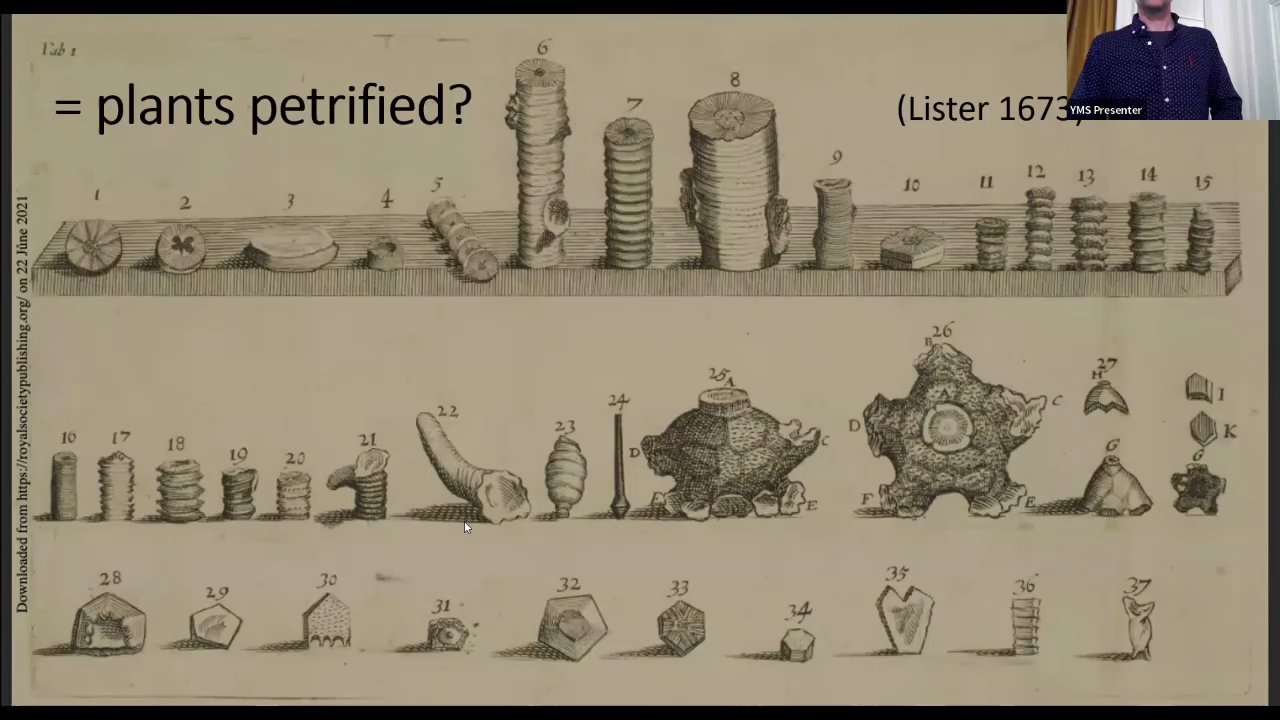 Tab 1
= plants petrified?
(Lister 1673)
YMS Presenter
1 2 3 4 5 6 7 8 9 10 11 12 13 14 15
16 17 18 19 20 21 22 23 24 25 26 27
A B C D E F G H I K
D A C E
D A B C F E
H G G I K
28 29 30 31 32 33 34 35 36 37
Downloaded from https://royalsocietypublishing.org/ on 22 June 2021